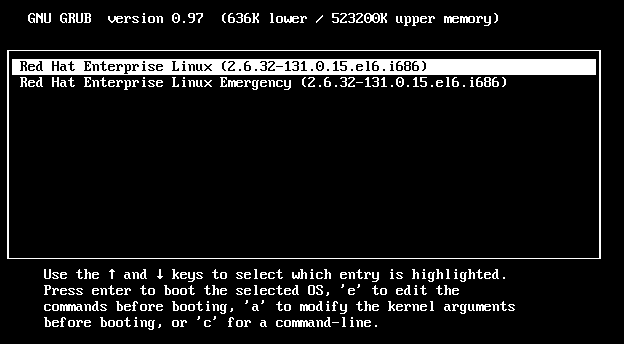 GNU GRUB  version 0.97  (636K lower / 523200K upper memory)
Red Hat Enterprise Linux (2.6.32-131.0.15.el6.i686)
Red Hat Enterprise Linux Emergency (2.6.32-131.0.15.el6.i686)
Use the ↑ and ↓ keys to select which entry is highlighted.
Press enter to boot the selected OS, 'e' to edit the
commands before booting, 'a' to modify the kernel arguments
before booting, or 'c' for a command-line.